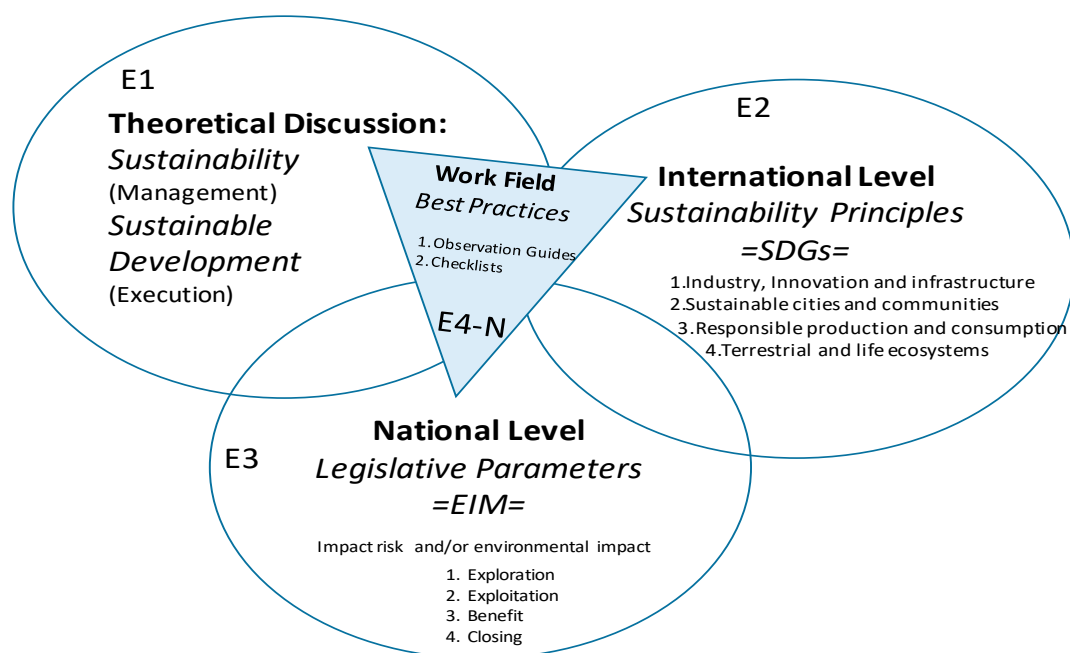 E1
Theoretical Discussion:
Sustainability
(Management)
Sustainable
Development
(Execution)
Work Field
Best Practices
1. Observation Guides
2. Checklists
E4-N
E2
International Level
Sustainability Principles
=SDGs=
1.Industry, Innovation and infrastructure
2.Sustainable cities and communities
3.Responsible production and consumption
4.Terrestrial and life ecosystems
E3
National Level
Legislative Parameters
=EIM=
Impact risk and/or environmental impact
1. Exploration
2. Exploitation
3. Benefit
4. Closing